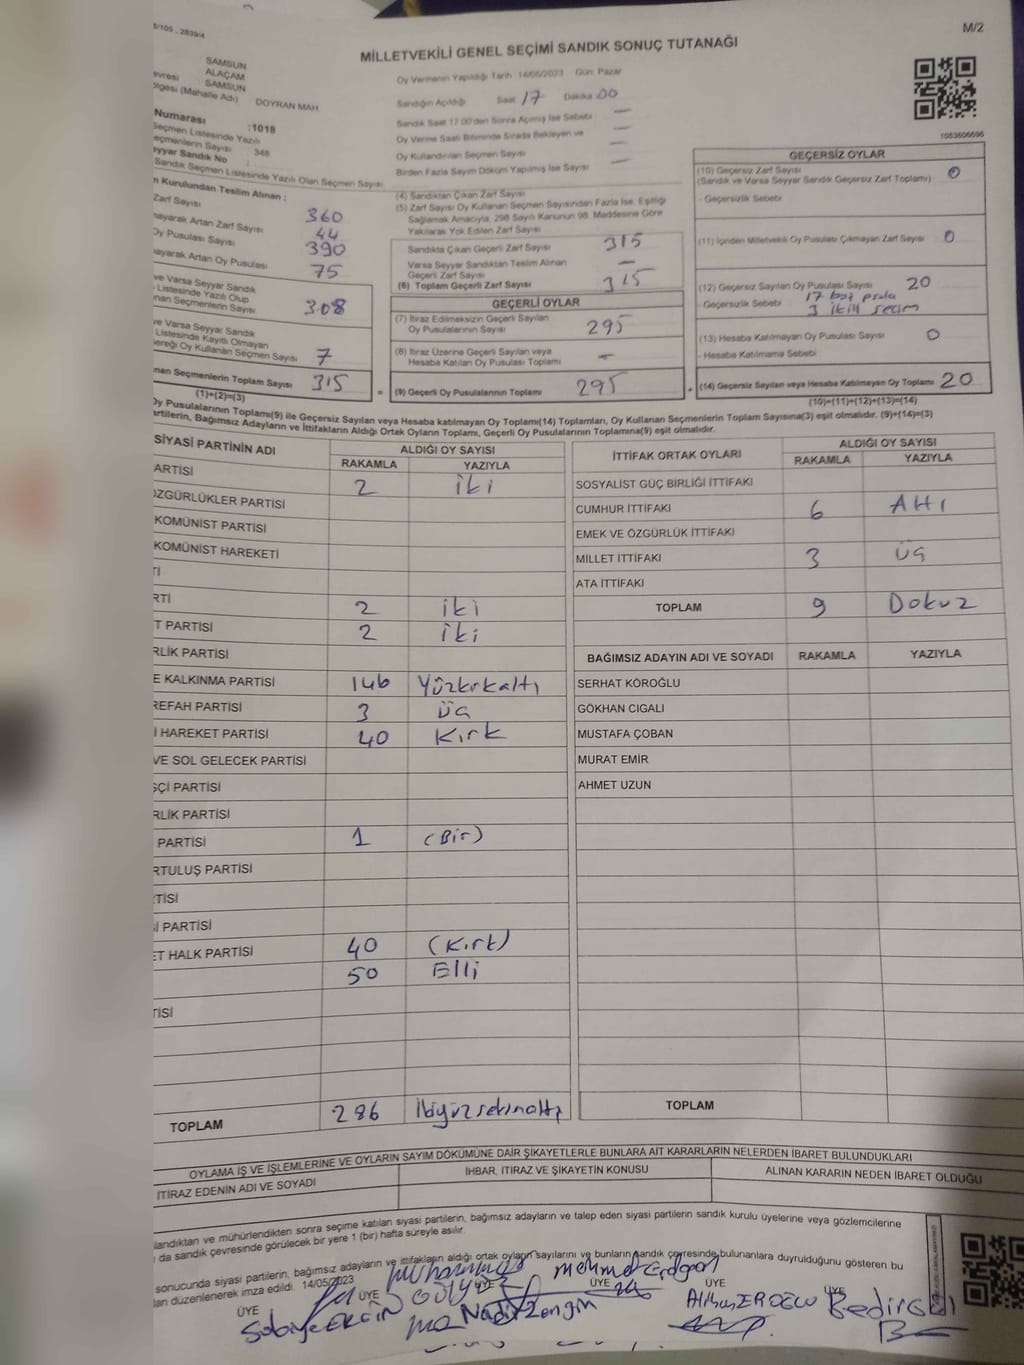 M/2
MİLLETVEKİLİ GENEL SEÇİMİ SANDIK SONUÇ TUTANAĞI
SAMSUN
ALAÇAM
SAMSUN
(Mahalle Adı) DOYRAN MAH
Numarası :1018
Seçmen Listesinde Yazılı
Seçmenlerin Sayısı : 348
Sandık No :
Sandık Seçmen Listesinde Yazılı Olan Seçmen Sayısı
Oy Vermenin Yapıldığı Tarih 14/05/2023 Gün: Pazar
Sandığın Açıldığı Saat 17 Dakika 00
Sandık Saat 17:00'den Sonra Açılmış İse Sebebi —
Oy Verme Saati Bitiminde Sırada Bekleyen ve —
Oy Kullandırılan Seçmen Sayısı
Birden Fazla Sayım Döküm Yapılmış İse Sayısı —
1083606696
n Kurulundan Teslim Alınan :
Zarf Sayısı 360
Artan Zarf Sayısı 44
Oy Pusulası Sayısı 390
Artan Oy Pusulası 75
ve Varsa Seyyar Sandık
Listesinde Yazılı Olup
Seçmenlerin Sayısı 308
ve Varsa Seyyar Sandık
Listesinde Kayıtlı Olmayan
Oy Kullanan Seçmen Sayısı 7
Seçmenlerin Toplam Sayısı 315
(1)+(2)=(3)
(4) Sandıktan Çıkan Zarf Sayısı
(5) Zarf Sayısı Oy Kullanan Seçmen Sayısından Fazla İse, Eşitliği
Sağlamak Amacıyla, 298 Sayılı Kanunun 98. Maddesine Göre
Yakılarak Yok Edilen Zarf Sayısı
Sandıkta Çıkan Geçerli Zarf Sayısı 315
Varsa Seyyar Sandıktan Teslim Alınan
Geçerli Zarf Sayısı —
(6) Toplam Geçerli Zarf Sayısı 315
GEÇERLİ OYLAR
(7) İtiraz Edilmeksizin Geçerli Sayılan
Oy Pusulalarının Sayısı 295
(8) İtiraz Üzerine Geçerli Sayılan veya
Hesaba Katılan Oy Pusulası Toplamı —
= (9) Geçerli Oy Pusulalarının Toplamı 295
GEÇERSİZ OYLAR
(10) Geçersiz Zarf Sayısı 0
(Sandık ve Varsa Seyyar Sandık Geçersiz Zarf Toplamı)
- Geçersizlik Sebebi
(11) İçinden Milletvekili Oy Pusulası Çıkmayan Zarf Sayısı 0
(12) Geçersiz Sayılan Oy Pusulası Sayısı 20
- Geçersizlik Sebebi 17 boş
3 seçim
(13) Hesaba Katılmayan Oy Pusulası Sayısı 0
- Hesaba Katılmama Sebebi
+ (14) Geçersiz Sayılan veya Hesaba Katılmayan Oy Toplamı 20
(10)+(11)+(12)+(13)=(14)
Oy Pusulalarının Toplamı(9) ile Geçersiz Sayılan veya Hesaba katılmayan Oy Toplamı(14) Toplamları, Oy Kullanan Seçmenlerin Toplam Sayısına(3) eşit olmalıdır. (9)+(14)=(3)
Bağımsız Adayların ve İttifakların Aldığı Ortak Oyların Toplamı, Geçerli Oy Pusulalarının Toplamına(9) eşit olmalıdır.
SİYASİ PARTİNİN ADI
ALDIĞI OY SAYISI
RAKAMLA YAZIYLA
ARTİSİ 2 iki
ÖZGÜRLÜKLER PARTİSİ
KOMÜNİST PARTİSİ
KOMÜNİST HAREKETİ
Tİ
RTİ 2 iki
T PARTİSİ 2 iki
RLİK PARTİSİ
E KALKINMA PARTİSİ 146 Yüzkırkaltı
REFAH PARTİSİ 3 üç
İ HAREKET PARTİSİ 40 Kırk
VE SOL GELECEK PARTİSİ
ŞÇİ PARTİSİ
RLİK PARTİSİ
PARTİSİ 1 (Bir)
RTULUŞ PARTİSİ
TİSİ
İ PARTİSİ
ET HALK PARTİSİ 40 (Kırk)
50 Elli
TİSİ
TOPLAM 286
İTTİFAK ORTAK OYLARI
ALDIĞI OY SAYISI
RAKAMLA YAZIYLA
SOSYALİST GÜÇ BİRLİĞİ İTTİFAKI
CUMHUR İTTİFAKI 6 Altı
EMEK VE ÖZGÜRLÜK İTTİFAKI
MİLLET İTTİFAKI 3 üç
ATA İTTİFAKI
TOPLAM 9 Dokuz
BAĞIMSIZ ADAYIN ADI VE SOYADI RAKAMLA YAZIYLA
SERHAT KÖROĞLU
GÖKHAN CIGALI
MUSTAFA ÇOBAN
MURAT EMİR
AHMET UZUN
TOPLAM
OYLAMA İŞ VE İŞLEMLERİNE VE OYLARIN SAYIM DÖKÜMÜNE DAİR ŞİKAYETLERLE BUNLARA AİT KARARLARIN NELERDEN İBARET BULUNDUKLARI
İTİRAZ EDENİN ADI VE SOYADI
İHBAR, İTİRAZ VE ŞİKAYETİN KONUSU
ALINAN KARARIN NEDEN İBARET OLDUĞU
landıktan ve mühürlendikten sonra seçime katılan siyasi partilerin, bağımsız adayların ve talep eden siyasi partilerin sandık kurulu üyelerine veya gözlemcilerine
da sandık çevresinde görülecek bir yere 1 (bir) hafta süreyle asılır.
sonucunda siyasi partilerin, bağımsız adayların ve ittifakların aldığı ortak oyların sayılarını ve bunların sandık çevresinde bulunanlara duyrulduğunu gösteren bu
düzenlenerek imza edildi. 14/05/2023
ÜYE ÜYE ÜYE ÜYE ÜYE ÜYE
Mehmet Erdoğan
Nadir Zengin